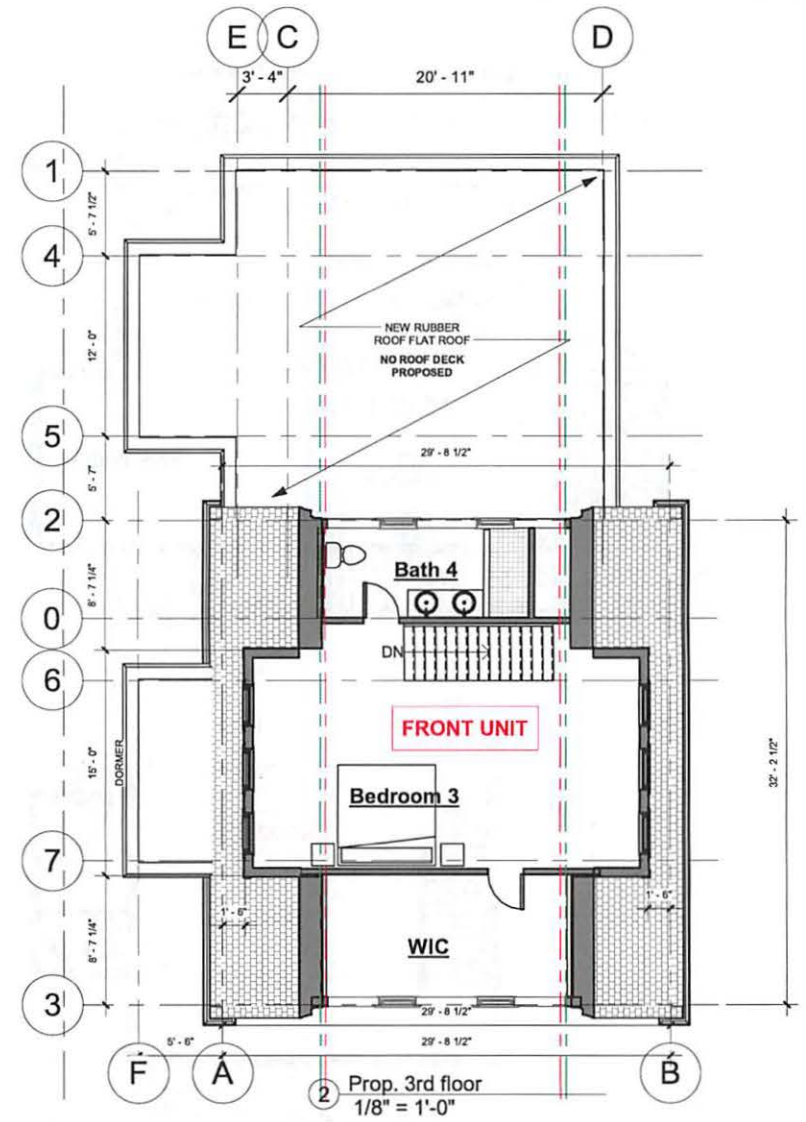 E C D
3' - 4" 20' - 11"
1
5' - 7 1/2"
4
12' - 0"
NEW RUBBER
ROOF FLAT ROOF
NO ROOF DECK
PROPOSED
5
29' - 8 1/2"
5' - 7"
2
Bath 4
8' - 7 1/4"
0
DN
6
FRONT UNIT
DORMER
15' - 0"
32' - 2 1/2"
Bedroom 3
7
1' - 6"
1' - 6"
8' - 7 1/4"
WIC
3
29' - 8 1/2"
5' - 6" 29' - 8 1/2"
F A B
2 Prop. 3rd floor
1/8" = 1'-0"